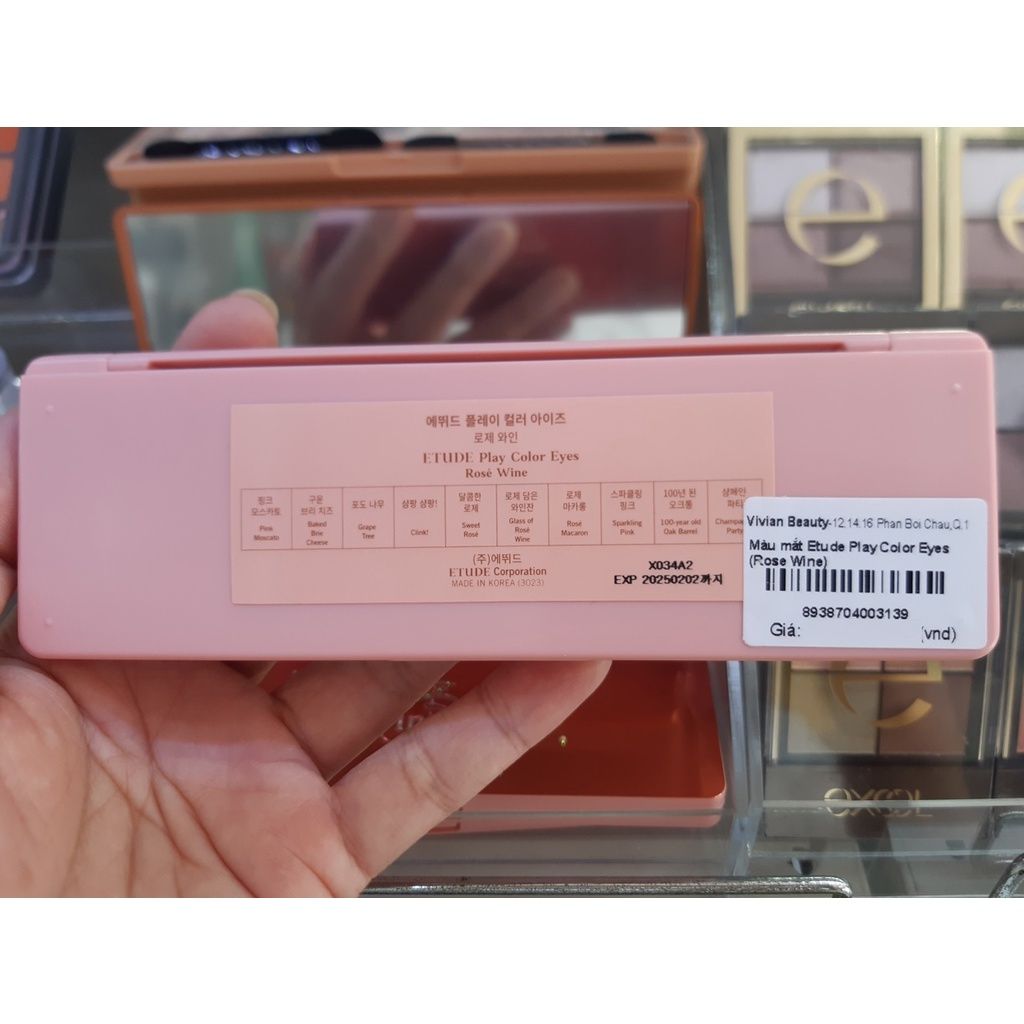 에뛰드 플레이 컬러 아이즈
로제 와인
ETUDE Play Color Eyes
Rosé Wine
핑크 모스카토
Pink Moscato
구운 브리 치즈
Baked Brie Cheese
포도 나무
Grape Tree
샴팡 샴팡!
Clink!
달콤한 로제
Sweet Rosé
로제 담은 와인잔
Glass of Rosé Wine
로제 마카롱
Rosé Macaron
스파클링 핑크
Sparkling Pink
100년 된 오크통
100-year old Oak Barrel
샴페인 파티
Party
(주)에뛰드
ETUDE Corporation
MADE IN KOREA (3023)
X034A2
EXP 20250202까지
Vivian Beauty-12,14,16 Phan Boi Chau,Q.1
Màu mắt Etude Play Color Eyes
(Rose Wine)
8938704003139
Giá: (vnd)
e
e
excel